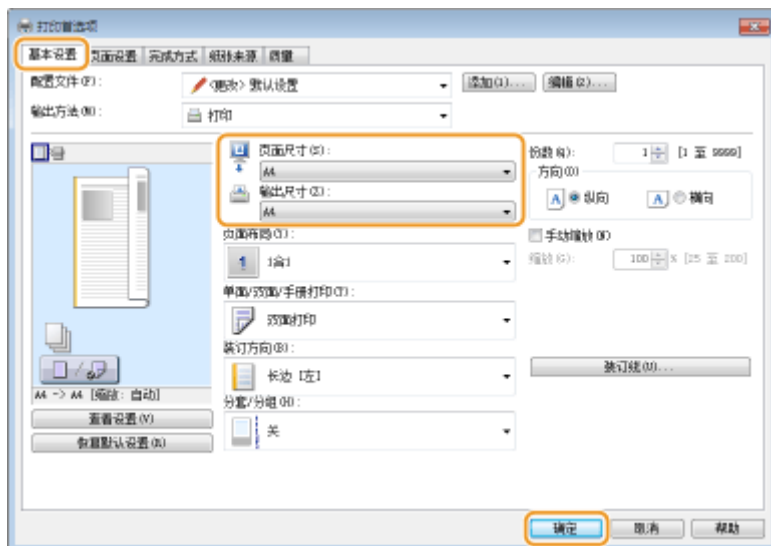 打印首选项
基本设置 页面设置 完成方式 纸张来源 质量
配置文件(F): <更改> 默认设置 添加(1)... 编辑(2)...
输出方法(N): 打印
页面尺寸(S): 份数(Q): 1 [1 至 9999]
A4 方向(O)
输出尺寸(Z): A 纵向 A 横向
A4
页面布局(Y): 手动缩放(W)
1 1合1 缩放(G): 100 % [25 至 200]
单面/双面/手册打印(T):
双面打印
装订方向(B):
长边 [左] 装订线(U)...
A4 -> A4 [缩放: 自动]
分套/分组(H):
查看设置(V) 关
恢复默认设置(R)
确定 取消 帮助